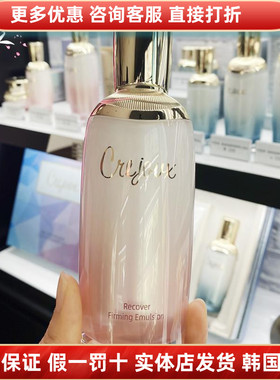 更多优惠 咨询客服 直接打折
Crejoux
Recover
Firming Emulsion
保证 假一罚十 实体店发货 韩国